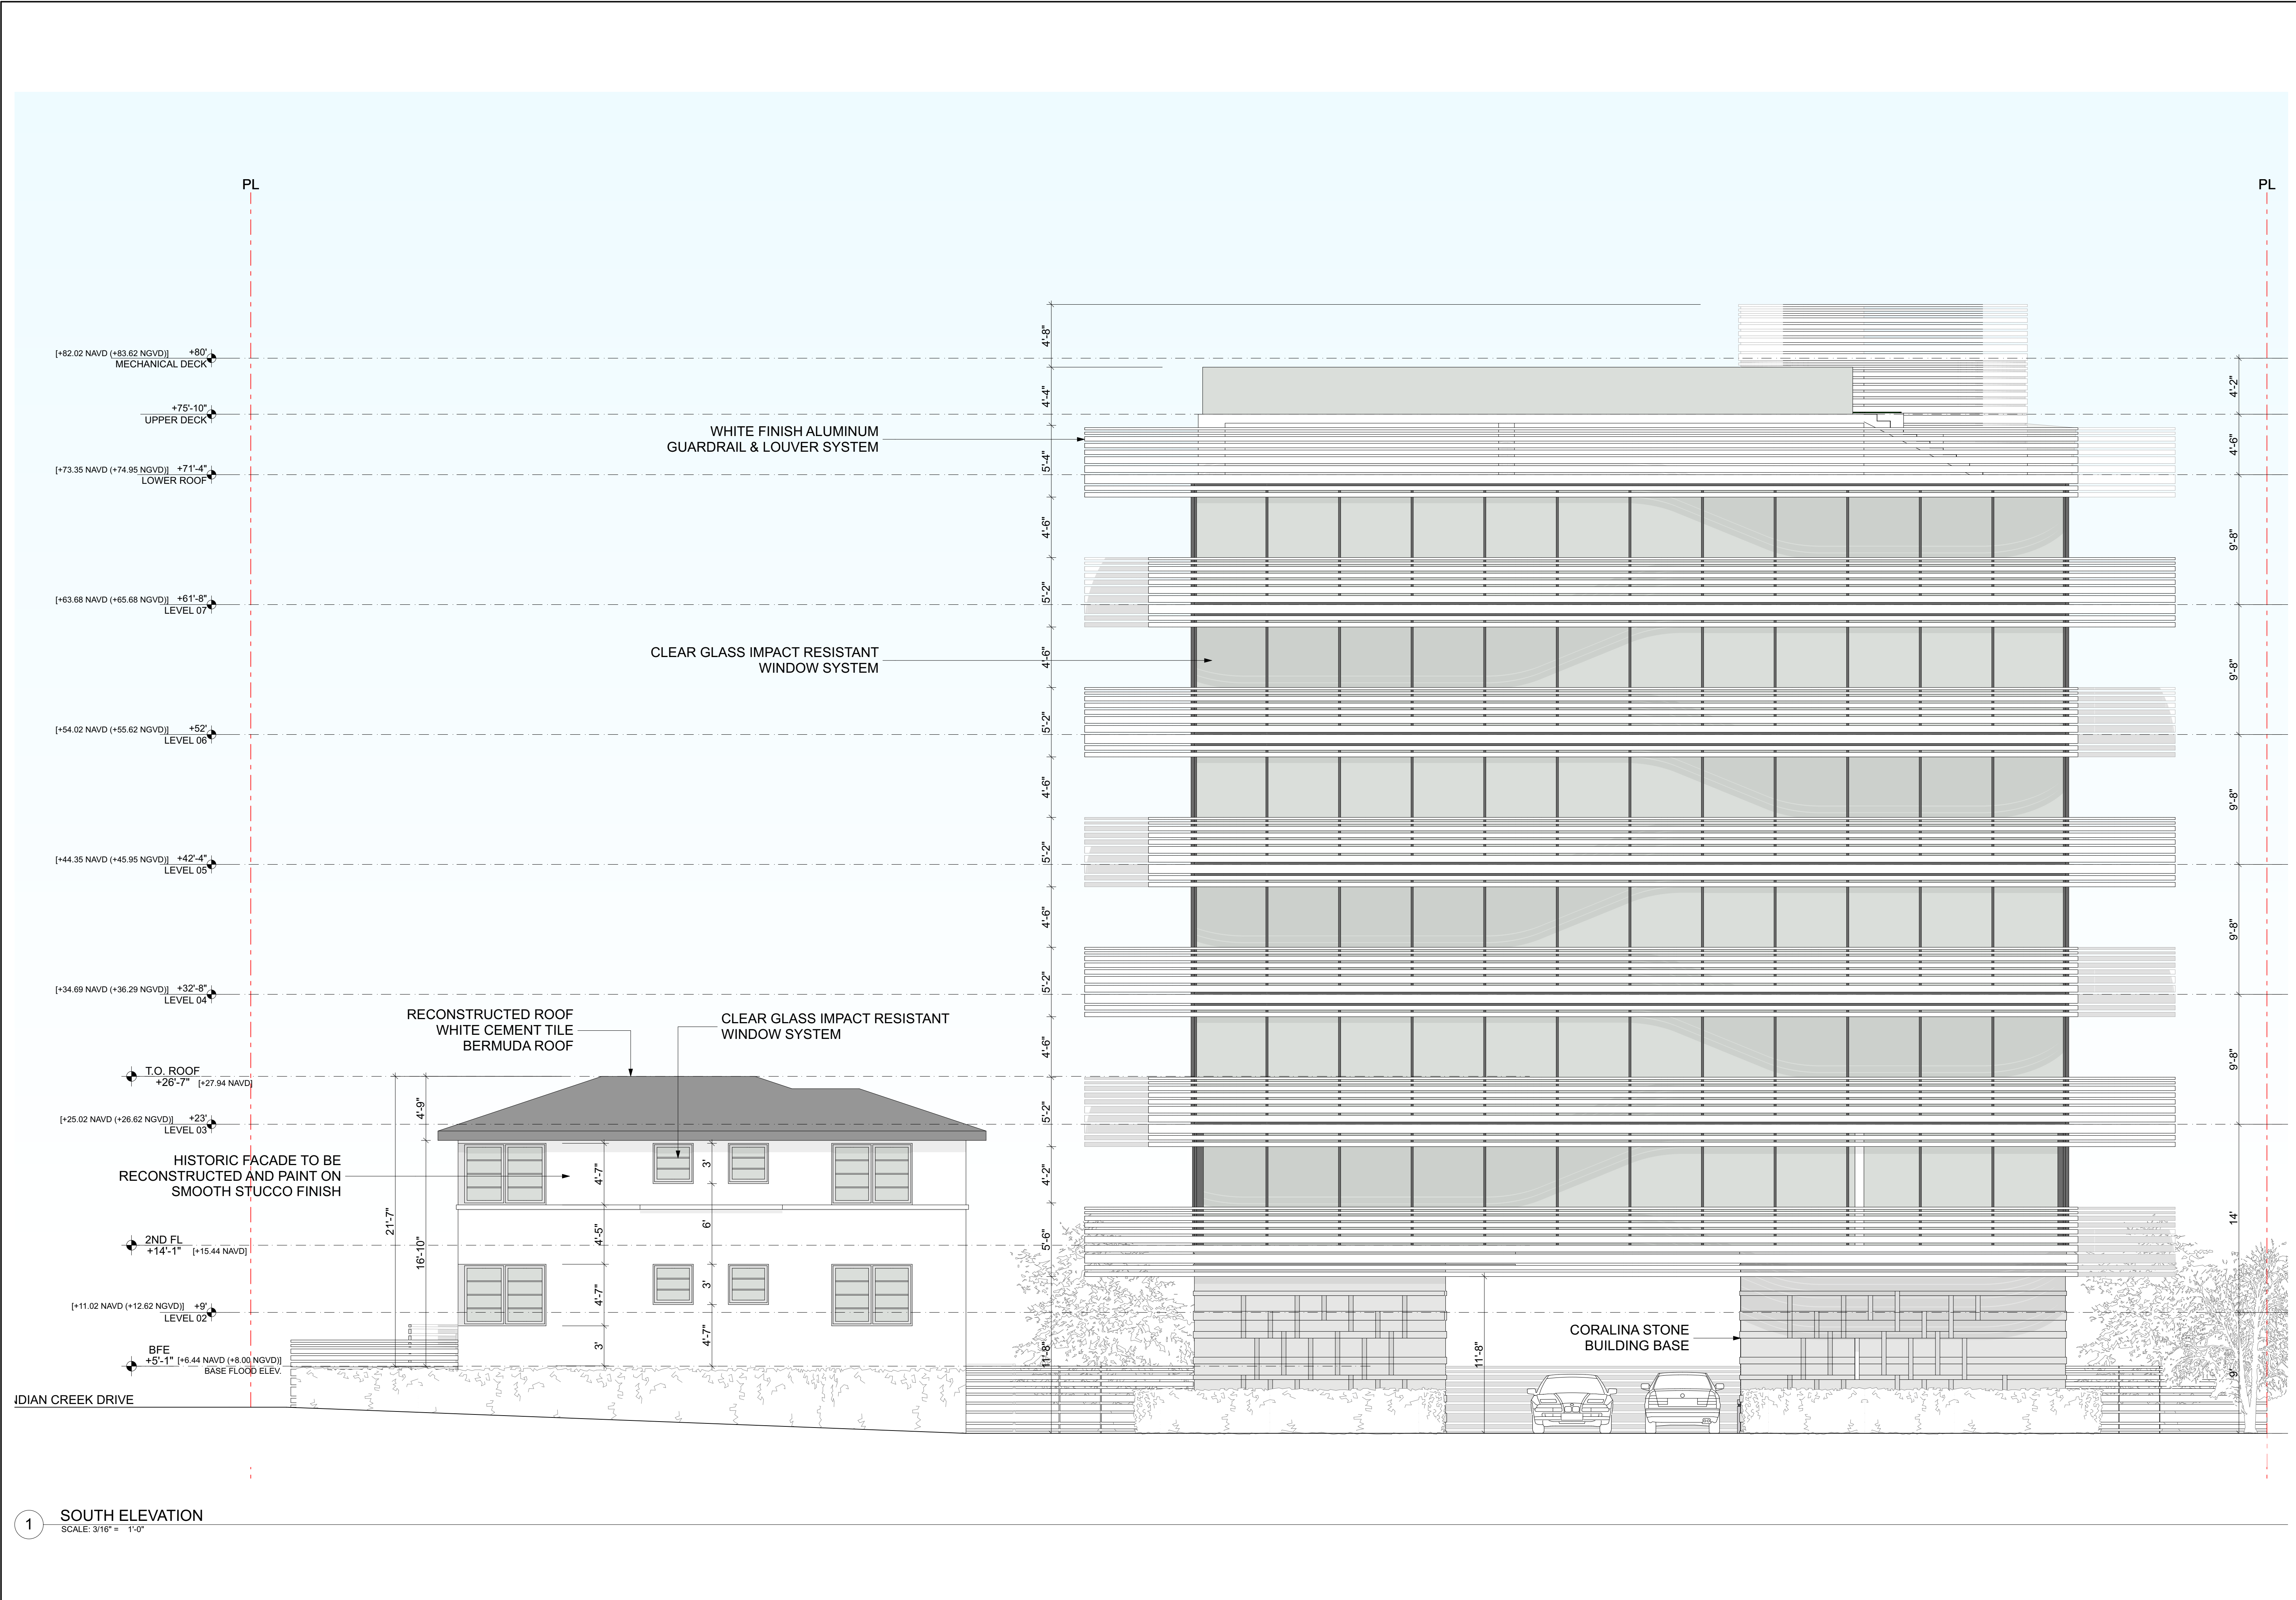 PL
PL
[+82.02 NAVD (+83.62 NGVD)] +80'
MECHANICAL DECK
+75'-10"
UPPER DECK
[+73.35 NAVD (+74.95 NGVD)] +71'-4"
LOWER ROOF
[+63.68 NAVD (+65.68 NGVD)] +61'-8"
LEVEL 07
[+54.02 NAVD (+55.62 NGVD)] +52'
LEVEL 06
[+44.35 NAVD (+45.95 NGVD)] +42'-4"
LEVEL 05
[+34.69 NAVD (+36.29 NGVD)] +32'-8"
LEVEL 04
T.O. ROOF
+26'-7" [+27.94 NAVD]
[+25.02 NAVD (+26.62 NGVD)] +23'
LEVEL 03
2ND FL
+14'-1" [+15.44 NAVD]
[+11.02 NAVD (+12.62 NGVD)] +9'
LEVEL 02
BFE
+5'-1" [+6.44 NAVD (+8.00 NGVD)]
BASE FLOOD ELEV.
NDIAN CREEK DRIVE
WHITE FINISH ALUMINUM
GUARDRAIL & LOUVER SYSTEM
CLEAR GLASS IMPACT RESISTANT
WINDOW SYSTEM
RECONSTRUCTED ROOF
WHITE CEMENT TILE
BERMUDA ROOF
CLEAR GLASS IMPACT RESISTANT
WINDOW SYSTEM
HISTORIC FACADE TO BE
RECONSTRUCTED AND PAINT ON
SMOOTH STUCCO FINISH
CORALINA STONE
BUILDING BASE
21'-7"
4'-9"
16'-10"
4'-7"
4'-5"
4'-7"
3'
3'
6'
3'
4'-7"
4'-8"
4'-4"
5'-4"
4'-6"
5'-2"
4'-6"
5'-2"
4'-6"
5'-2"
4'-6"
5'-2"
4'-6"
5'-2"
4'-2"
5'-6"
11'-8"
11'-8"
4'-2"
4'-6"
9'-8"
9'-8"
9'-8"
9'-8"
9'-8"
14'
9'
1
SOUTH ELEVATION
SCALE: 3/16" = 1'-0"